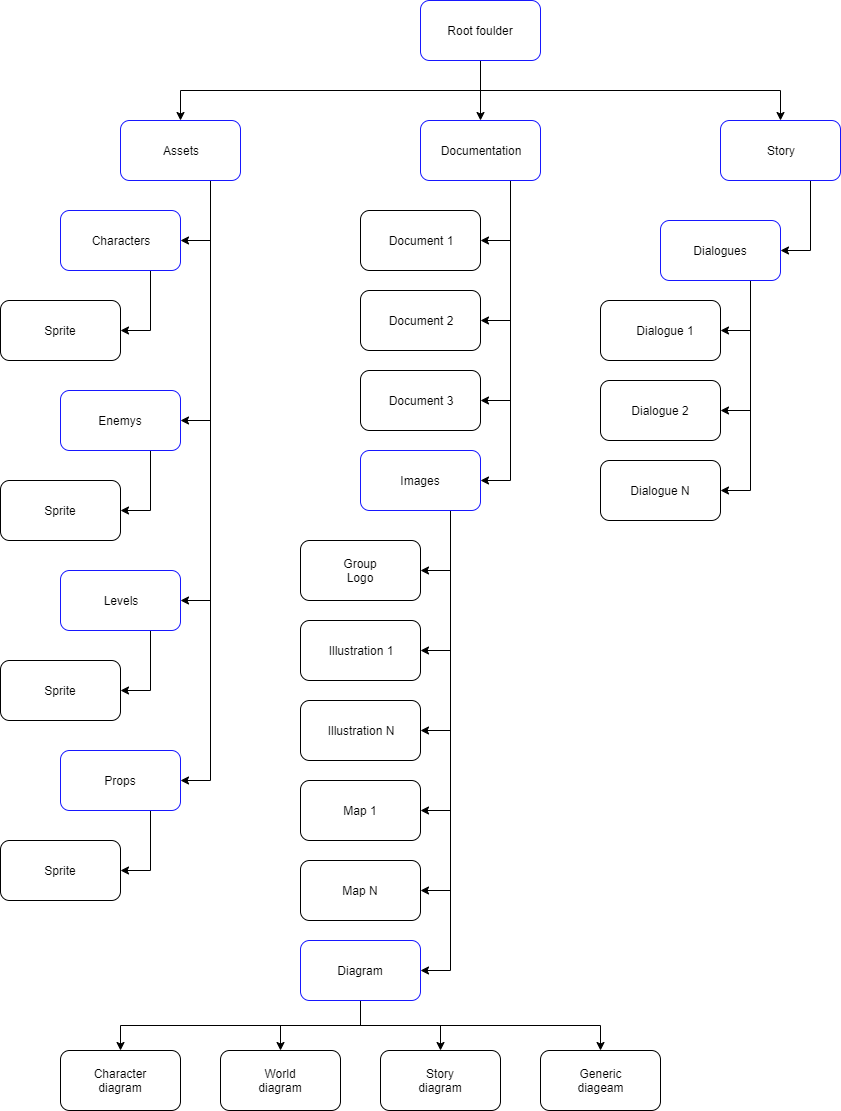 Root foulder
Assets
Documentation
Story
Characters
Sprite
Enemys
Sprite
Levels
Sprite
Props
Sprite
Document 1
Document 2
Document 3
Images
Group
Logo
Illustration 1
Illustration N
Map 1
Map N
Diagram
Character
diagram
World
diagram
Story
diagram
Generic
diageam
Dialogues
Dialogue 1
Dialogue 2
Dialogue N